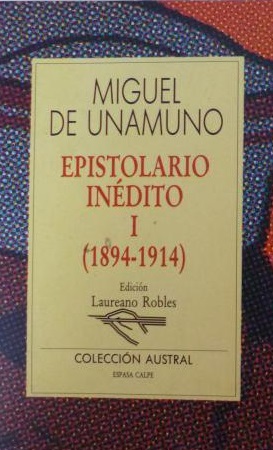 MIGUEL
DE UNAMUNO
EPISTOLARIO
INÉDITO
I
(1894-1914)
Edición
Laureano Robles
COLECCIÓN AUSTRAL
ESPASA CALPE